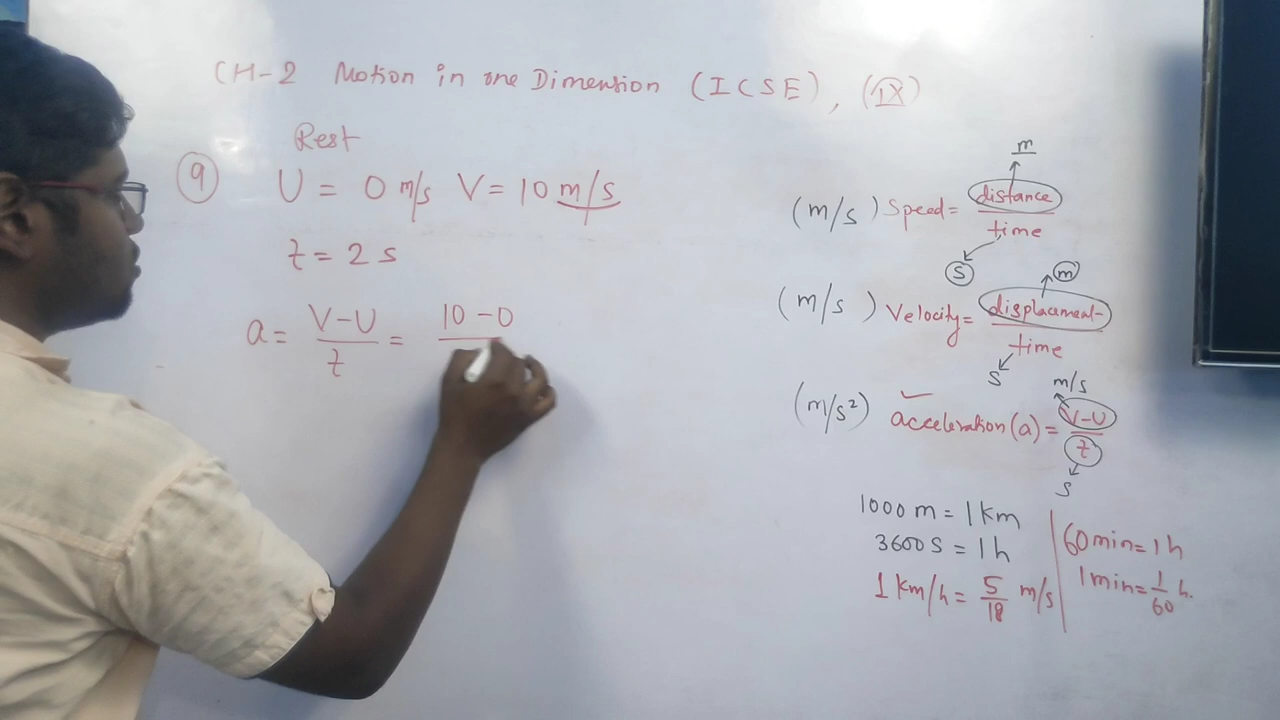 CH-2 Motion in one Dimension (ICSE), (IX)
Rest
9 U = 0 m/s V = 10 m/s
t = 2 s
a = V-U/t = 10-0
m
(m/s) Speed = distance/time
s
m
(m/s) Velocity = displacement/time
s
m/s
(m/s²) acceleration (a) = V-U/t
s
1000 m = 1 km
3600 s = 1 h
1 km/h = 5/18 m/s
60 min = 1 h
1 min = 1/60 h.